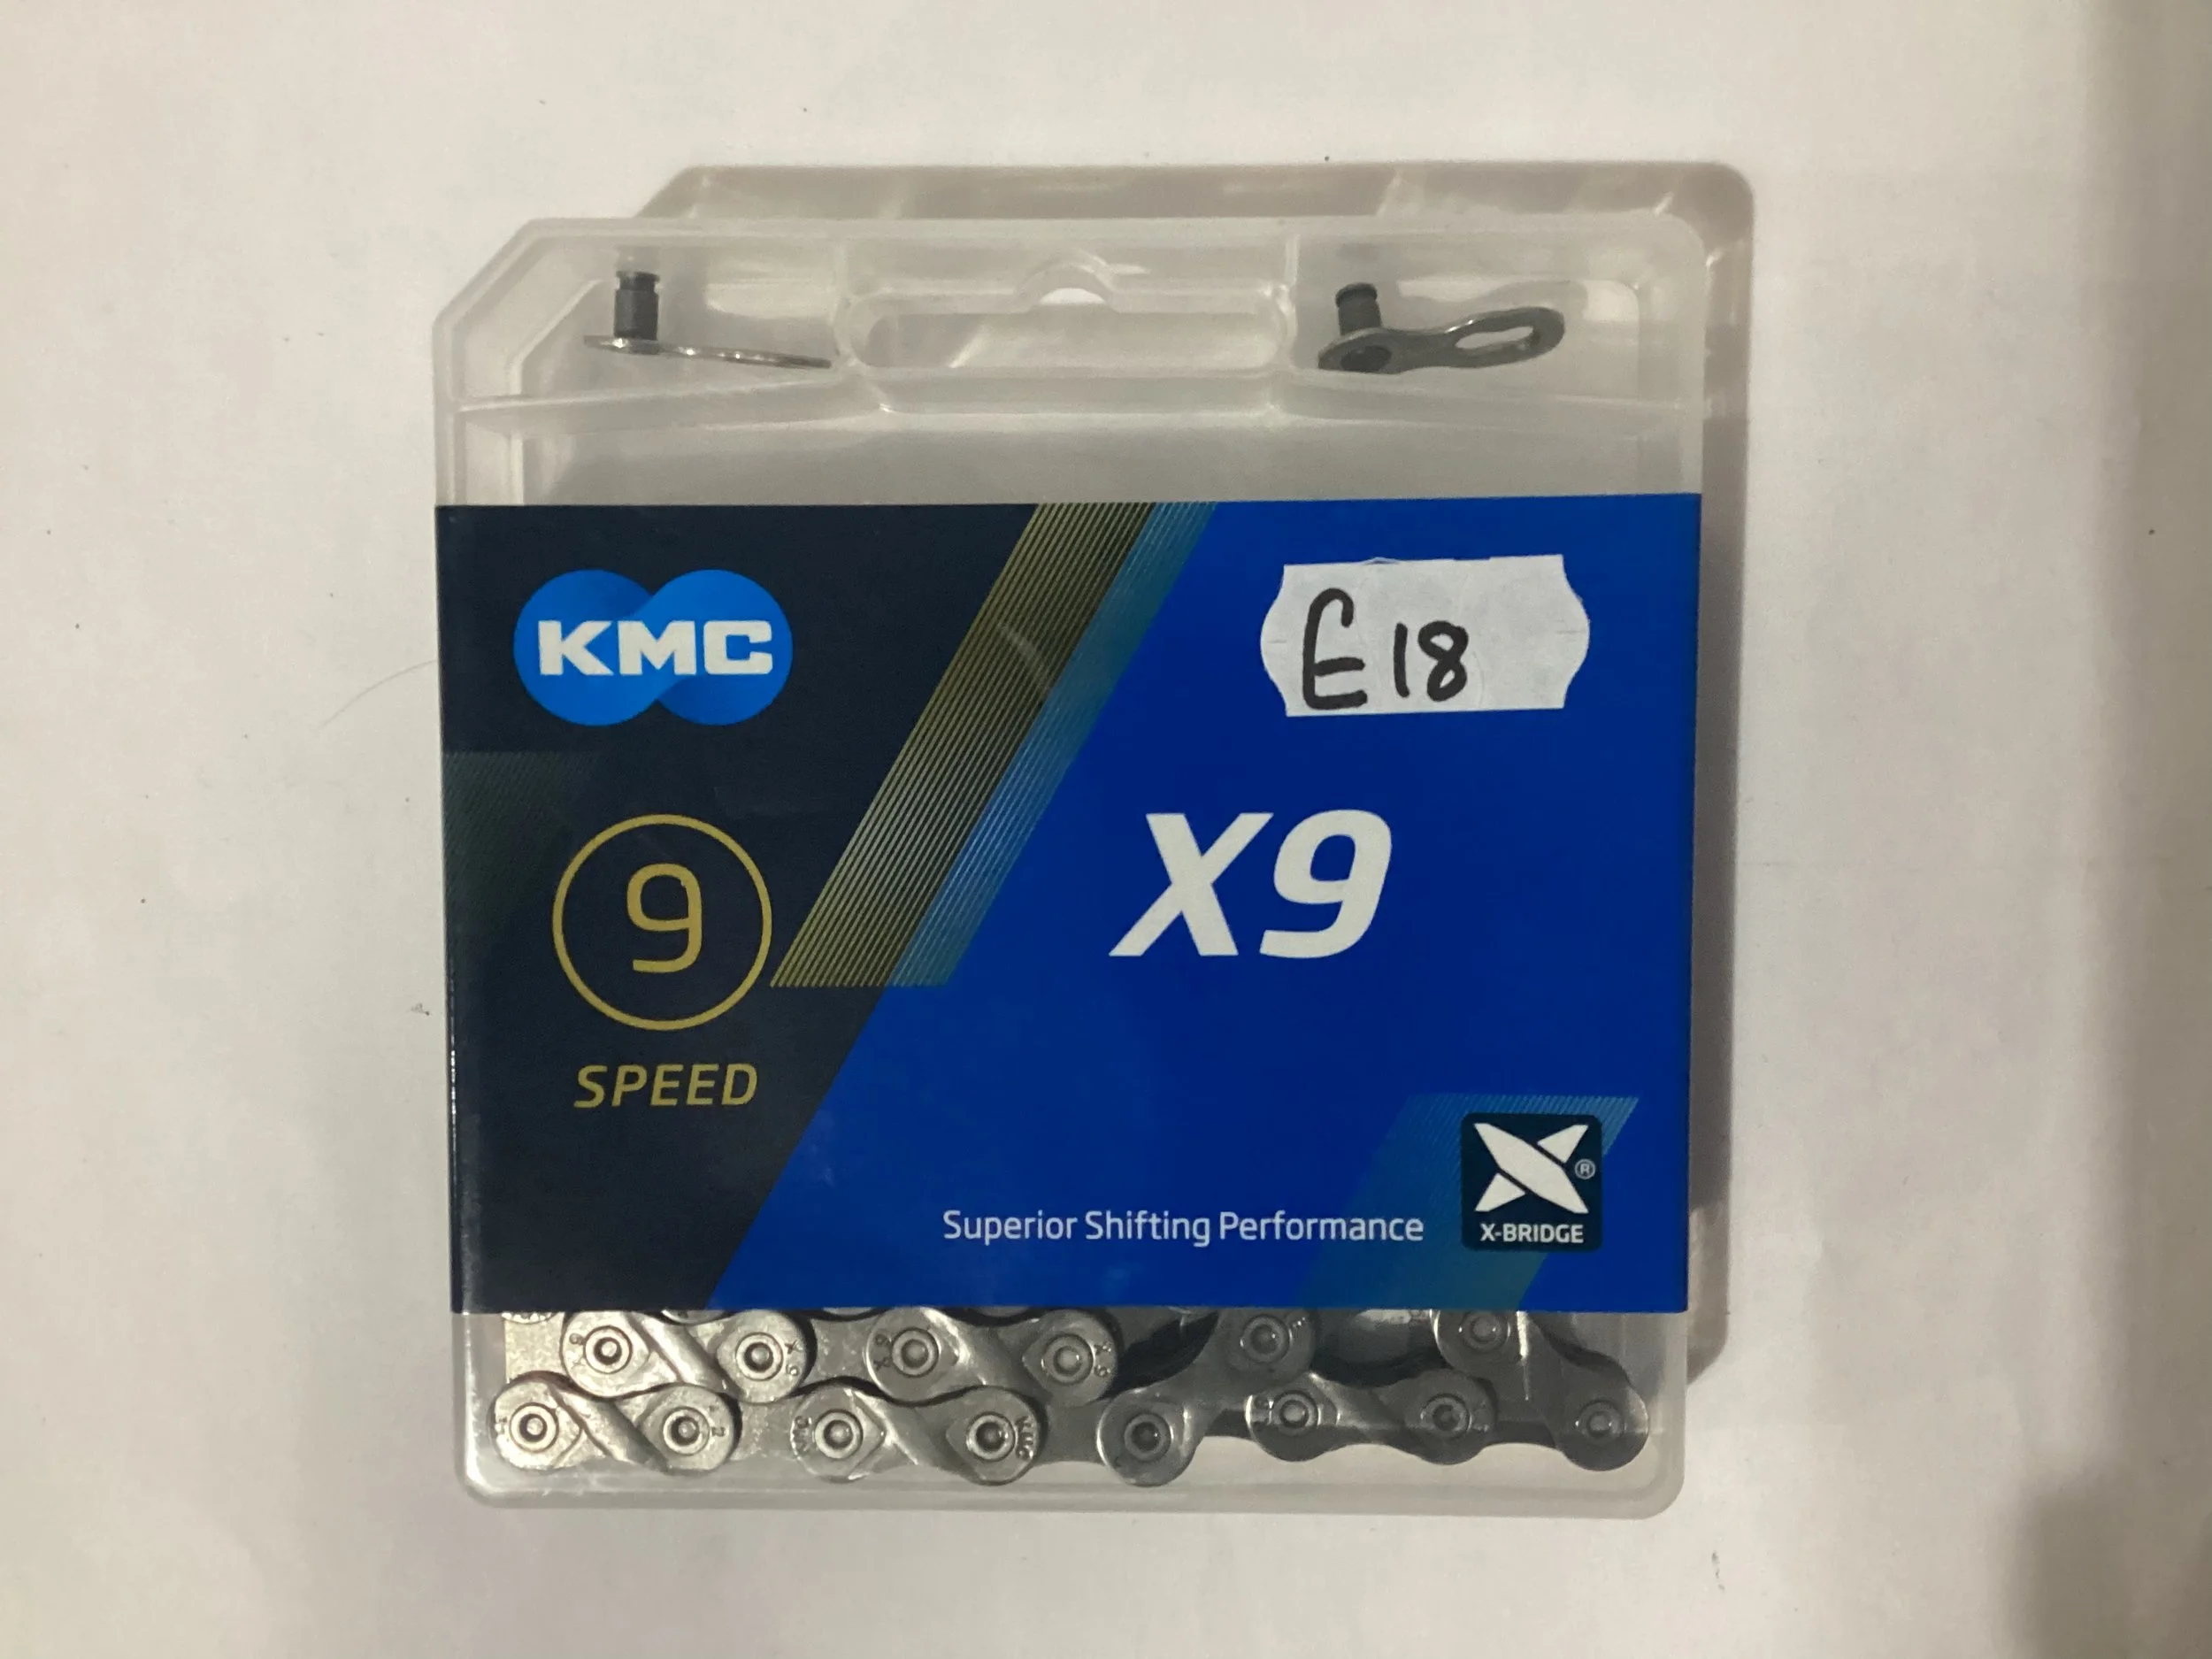 KMC
£18
9
X9
SPEED
Superior Shifting Performance
®
X-BRIDGE